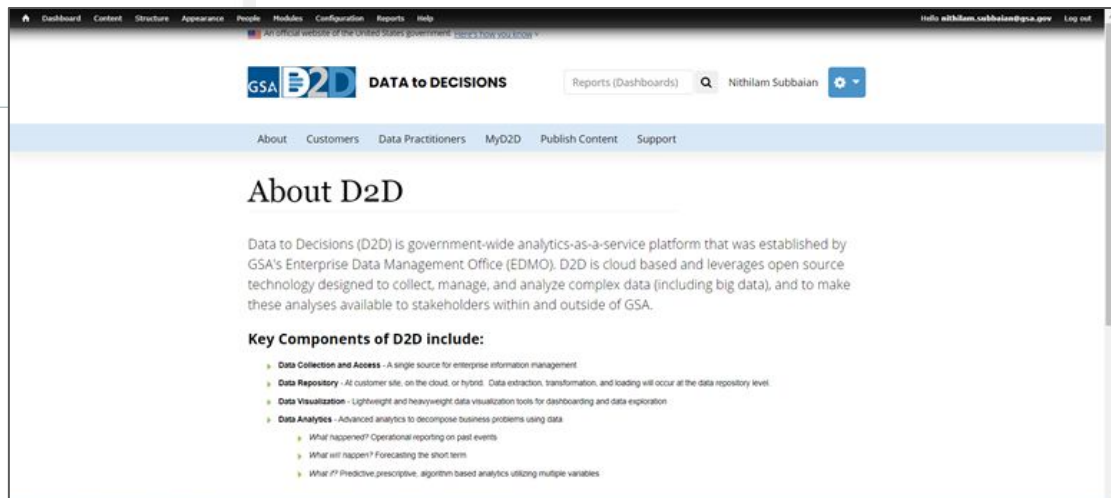 Dashboard Content Structure Appearance People Modules Configuration Reports Help Hello nithilam.subbaian@gsa.gov Log out
An official website of the United States government Here's how you know
GSA D2D DATA to DECISIONS Reports (Dashboards) Nithilam Subbaian
About Customers Data Practitioners MyD2D Publish Content Support
About D2D
Data to Decisions (D2D) is government-wide analytics-as-a-service platform that was established by
GSA's Enterprise Data Management Office (EDMO). D2D is cloud based and leverages open source
technology designed to collect, manage, and analyze complex data (including big data), and to make
these analyses available to stakeholders within and outside of GSA.
Key Components of D2D include:
Data Collection and Access - A single source for enterprise information management
Data Repository - At customer site, on the cloud, or hybrid. Data extraction, transformation, and loading will occur at the data repository level.
Data Visualization - Lightweight and heavyweight data visualization tools for dashboarding and data exploration
Data Analytics - Advanced analytics to decompose business problems using data
What happened? Operational reporting on past events
What will happen? Forecasting the short term
What if? Predictive,prescriptive, algorithm based analytics utilizing multiple variables